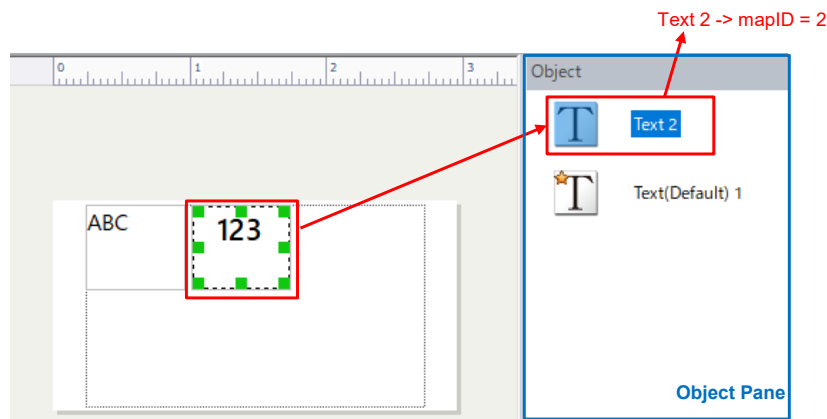 Text 2 -> mapID = 2
0 1 2 3
Object
Text 2
Text(Default) 1
ABC
123
Object Pane